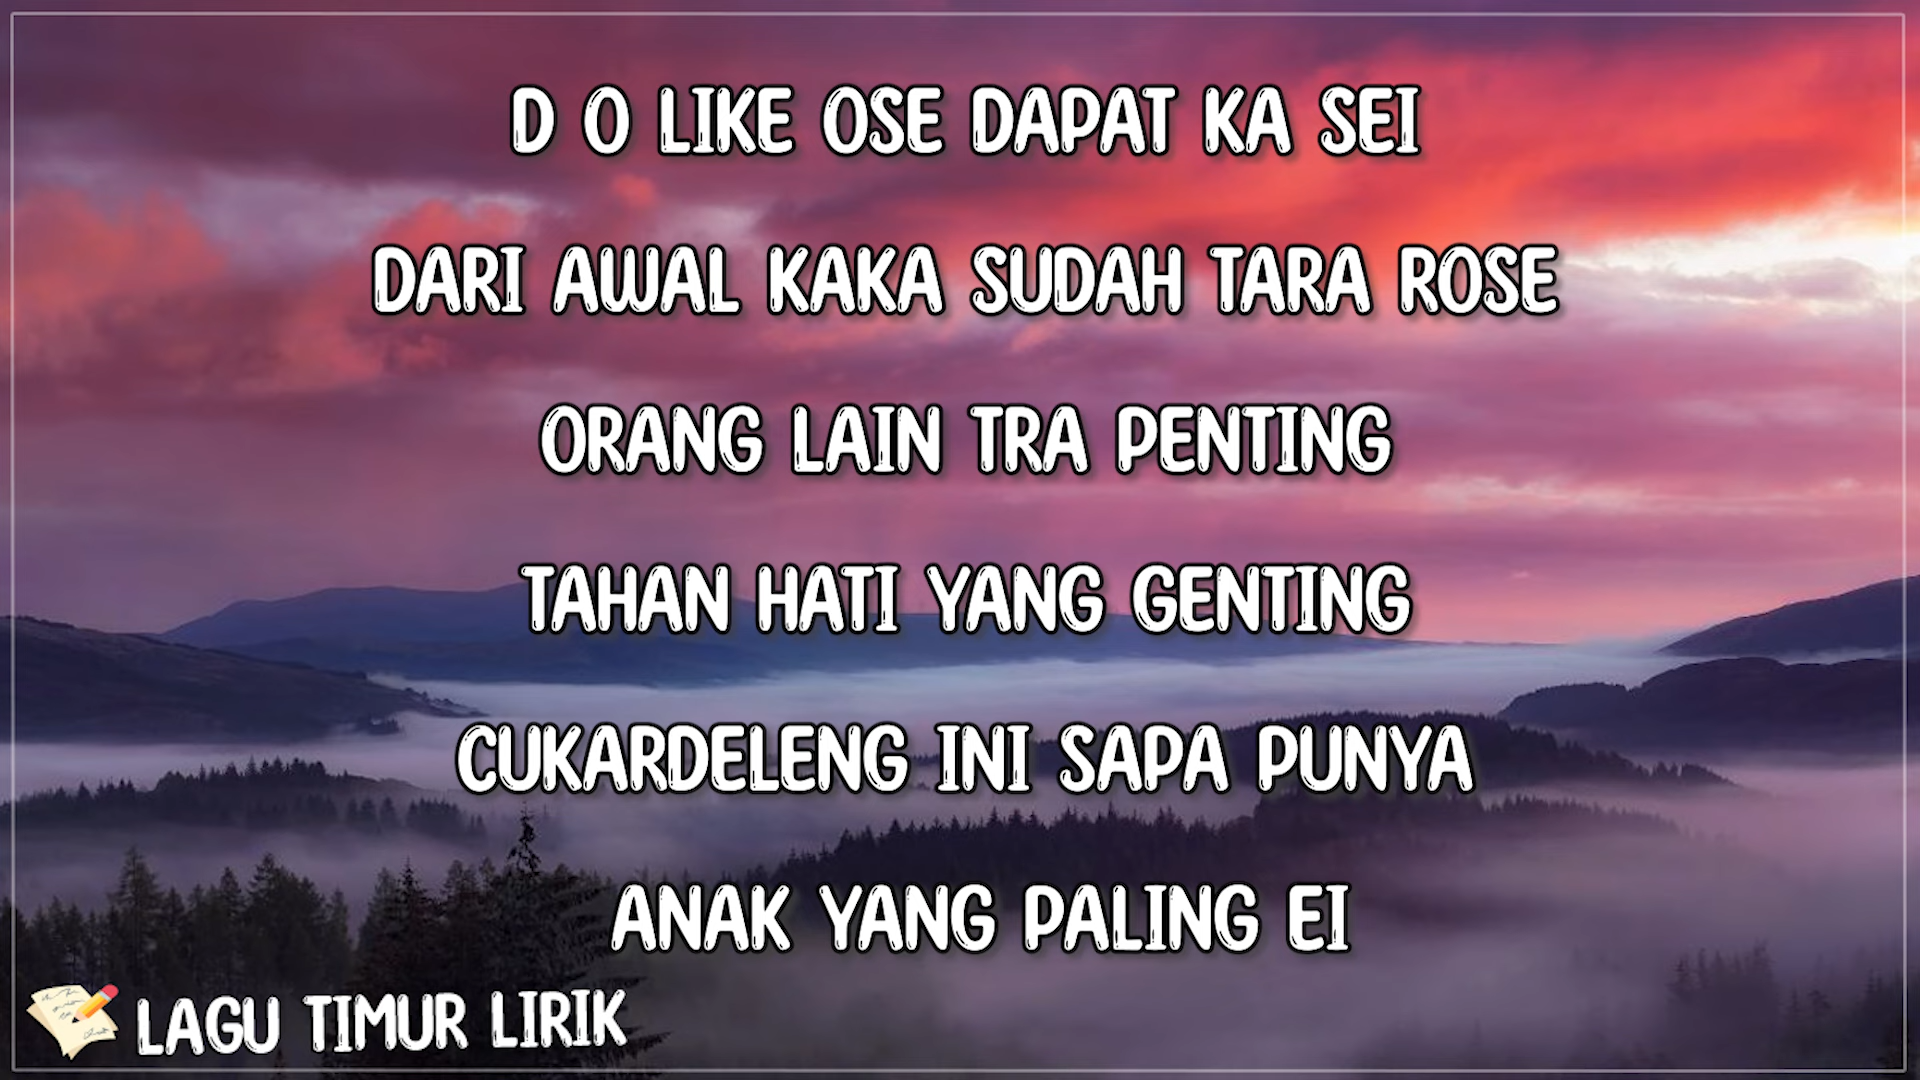 D O LIKE OSE DAPAT KA SEI
DARI AWAL KAKA SUDAH TARA ROSE
ORANG LAIN TRA PENTING
TAHAN HATI YANG GENTING
CUKARDELENG INI SAPA PUNYA
ANAK YANG PALING EI
LAGU TIMUR LIRIK